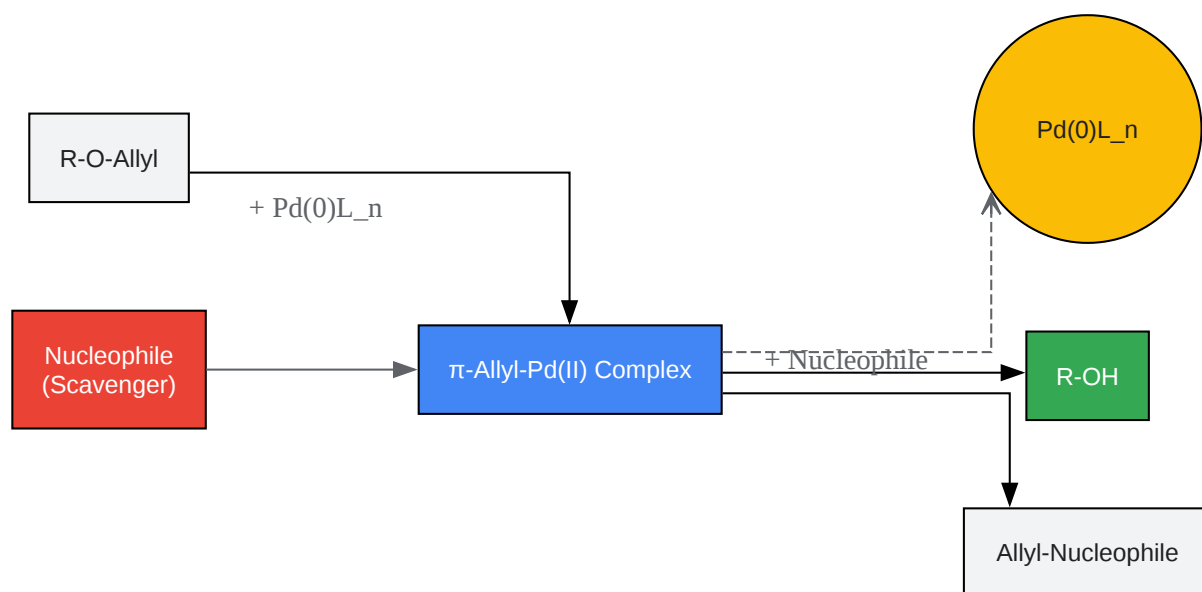 Pd(0)L_n
R-O-Allyl
+ Pd(0)L_n
Nucleophile
(Scavenger)
π-Allyl-Pd(II) Complex
+ Nucleophile
R-OH
Allyl-Nucleophile